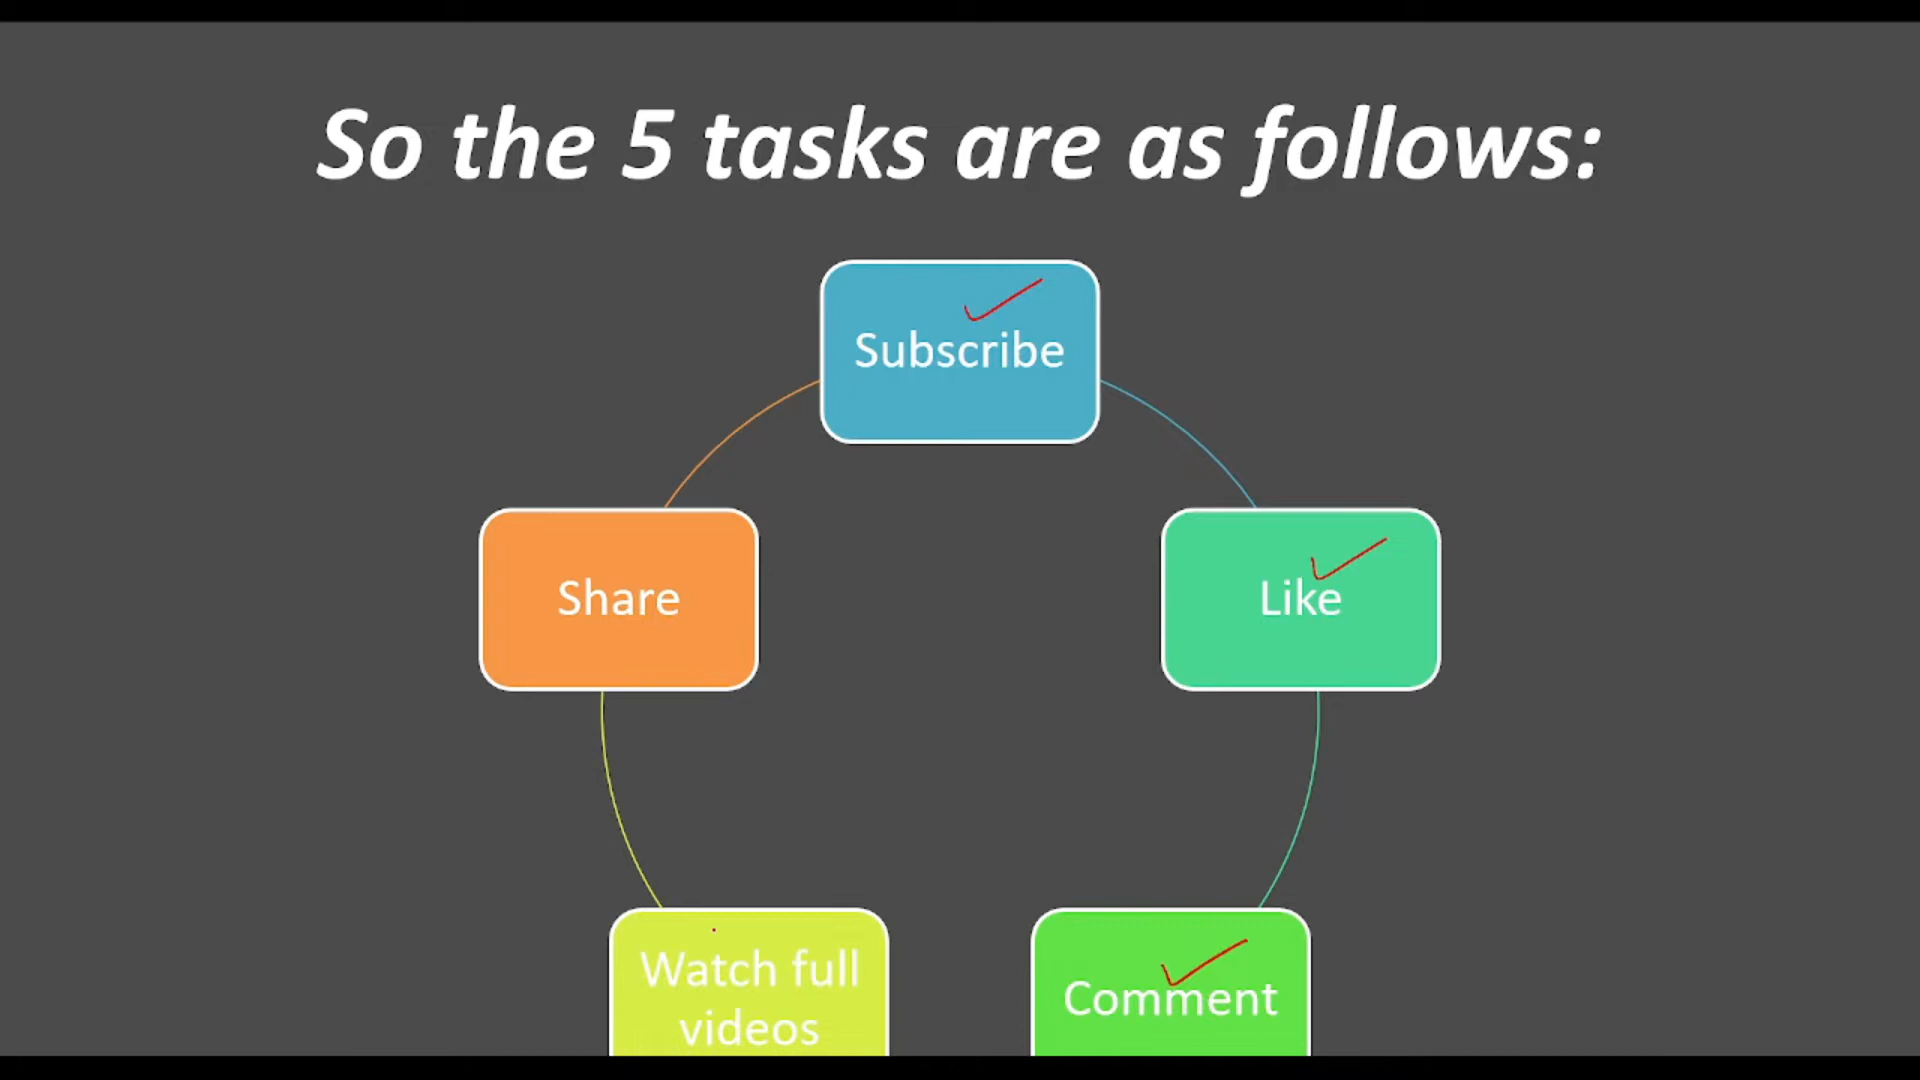 So the 5 tasks are as follows:
Subscribe
Share
Like
Watch full
videos
Comment